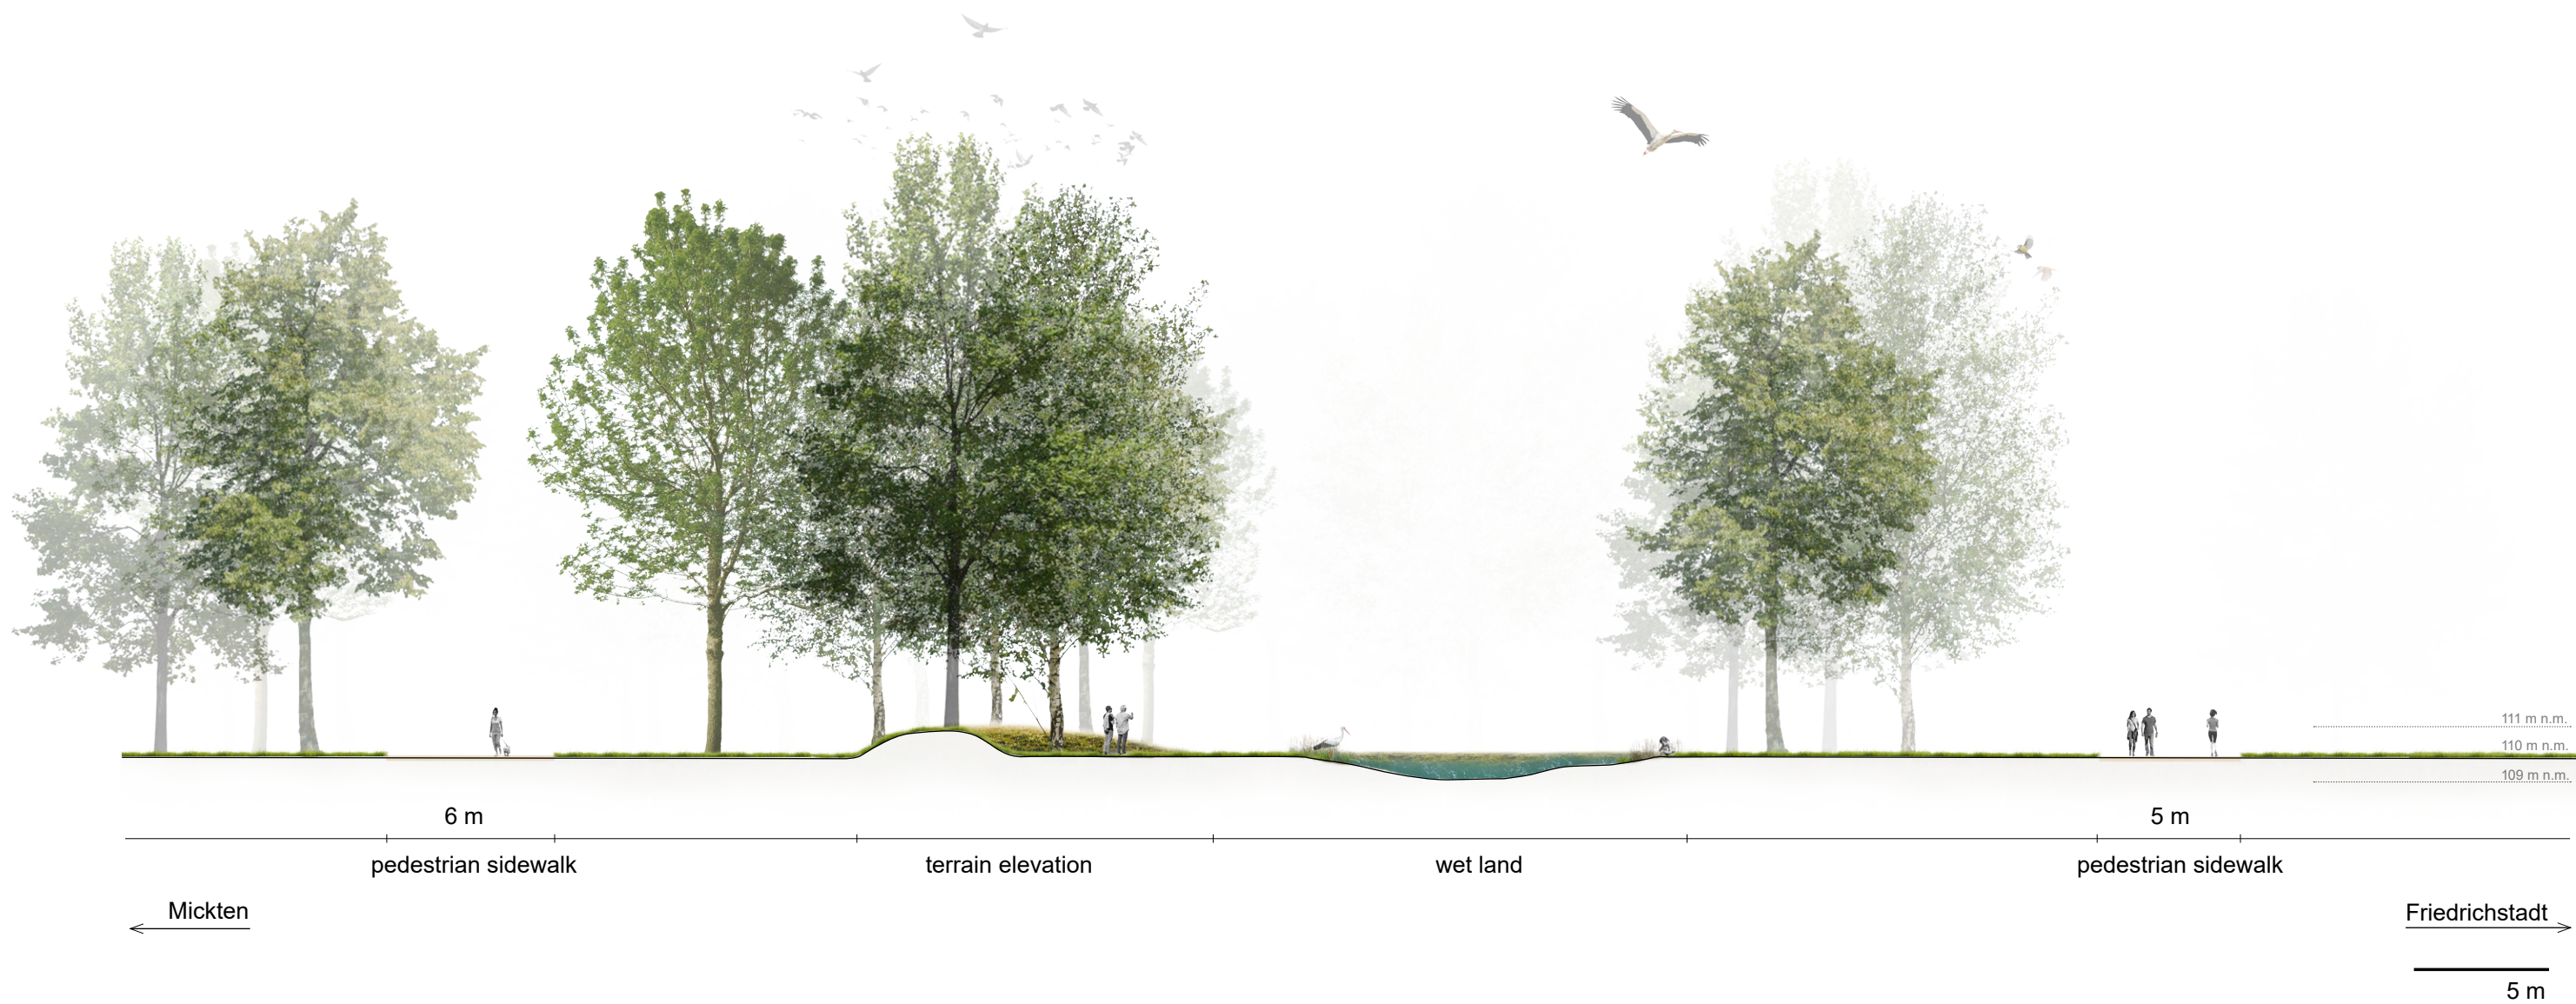 111 m n.m.
110 m n.m.
109 m n.m.
6 m
5 m
pedestrian sidewalk
terrain elevation
wet land
pedestrian sidewalk
Mickten
Friedrichstadt
5 m